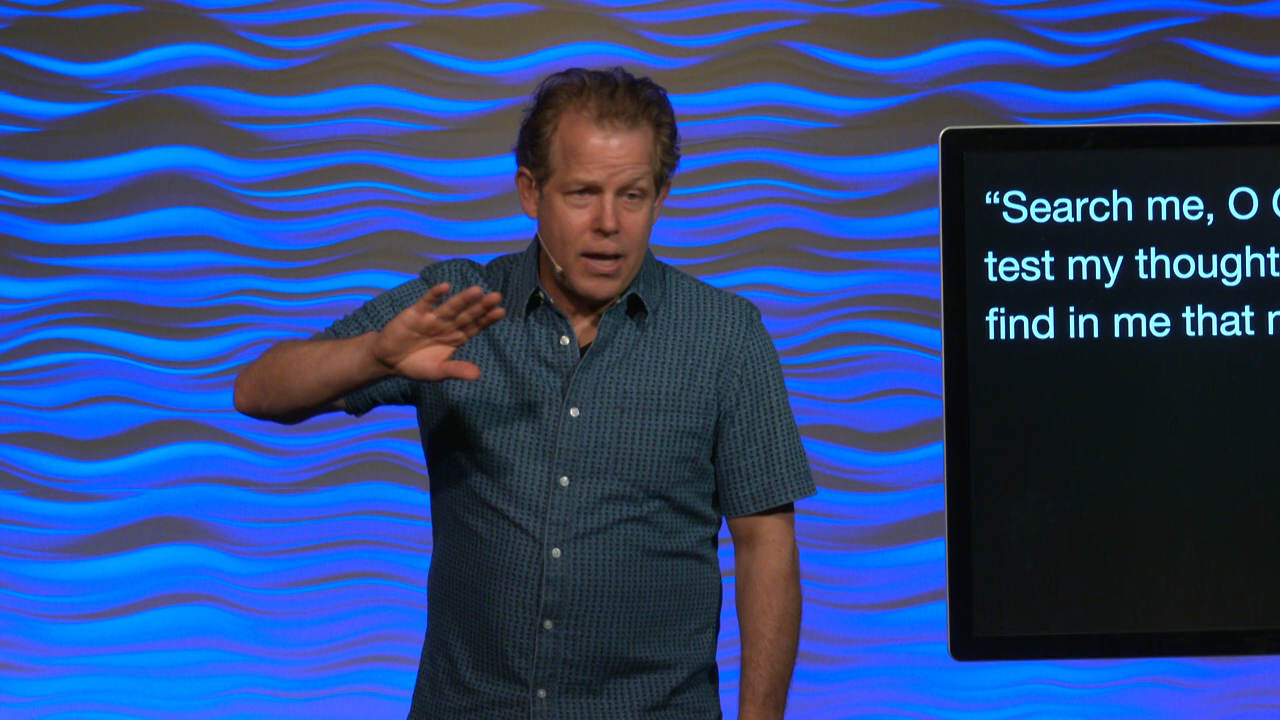 “Search me, O
test my thought
find in me that